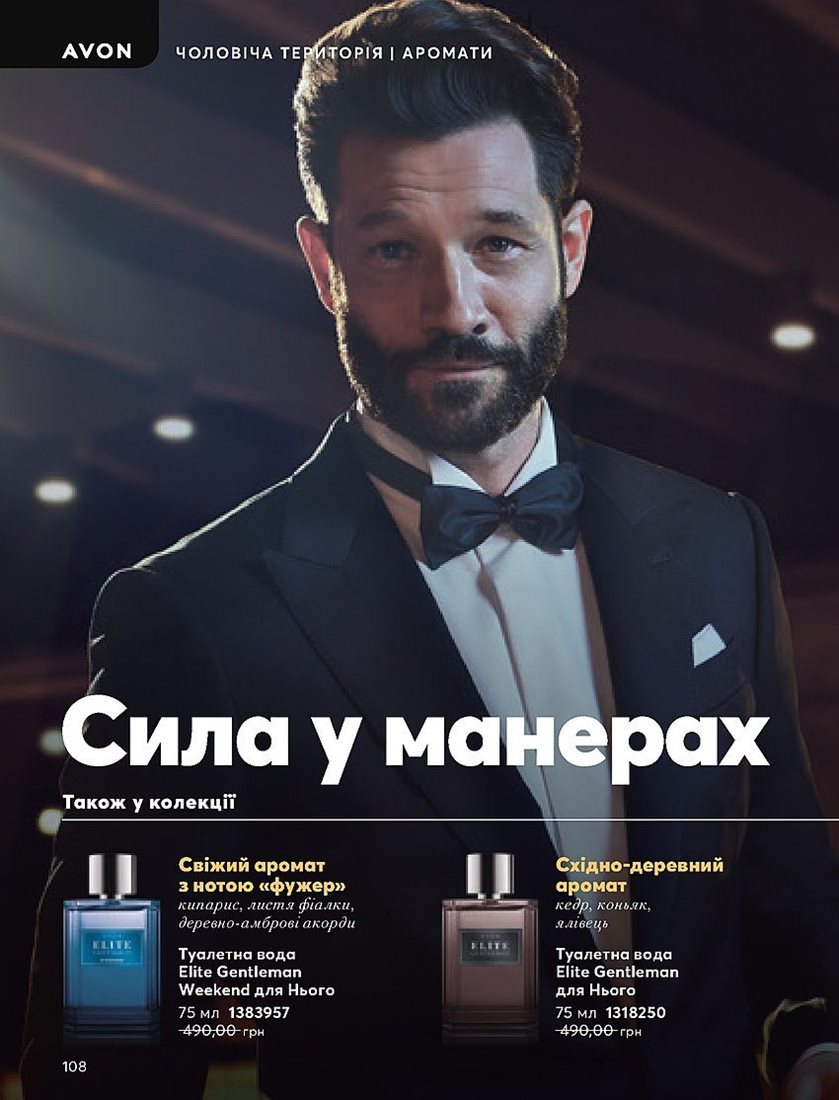 AVON
ЧОЛОВІЧА ТЕРИТОРІЯ | АРОМАТИ
Сила у манерах
Також у колекції
Свіжий аромат
з нотою «фужер»
кипарис, листя фіалки,
деревно-амброві акорди
Туалетна вода
Elite Gentleman
Weekend для Нього
75 мл 1383957
490,00 грн
ELITE
Східно-деревний
аромат
кедр, коньяк,
ялівець
Туалетна вода
Elite Gentleman
для Нього
75 мл 1318250
490,00 грн
ELITE
108